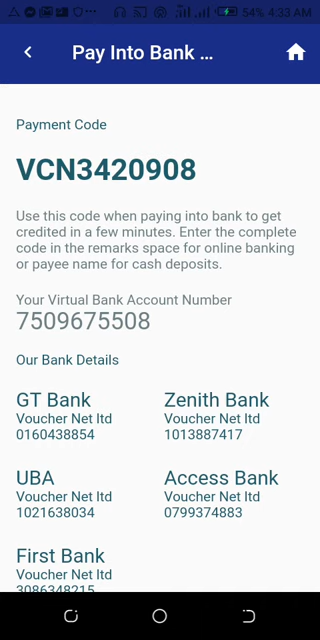 54% 4:33 AM
Pay Into Bank ...
Payment Code
VCN3420908
Use this code when paying into bank to get
credited in a few minutes. Enter the complete
code in the remarks space for online banking
or payee name for cash deposits.
Your Virtual Bank Account Number
7509675508
Our Bank Details
GT Bank
Voucher Net ltd
0160438854
Zenith Bank
Voucher Net ltd
1013887417
UBA
Voucher Net ltd
1021638034
Access Bank
Voucher Net ltd
0799374883
First Bank
Voucher Net ltd
3086348215